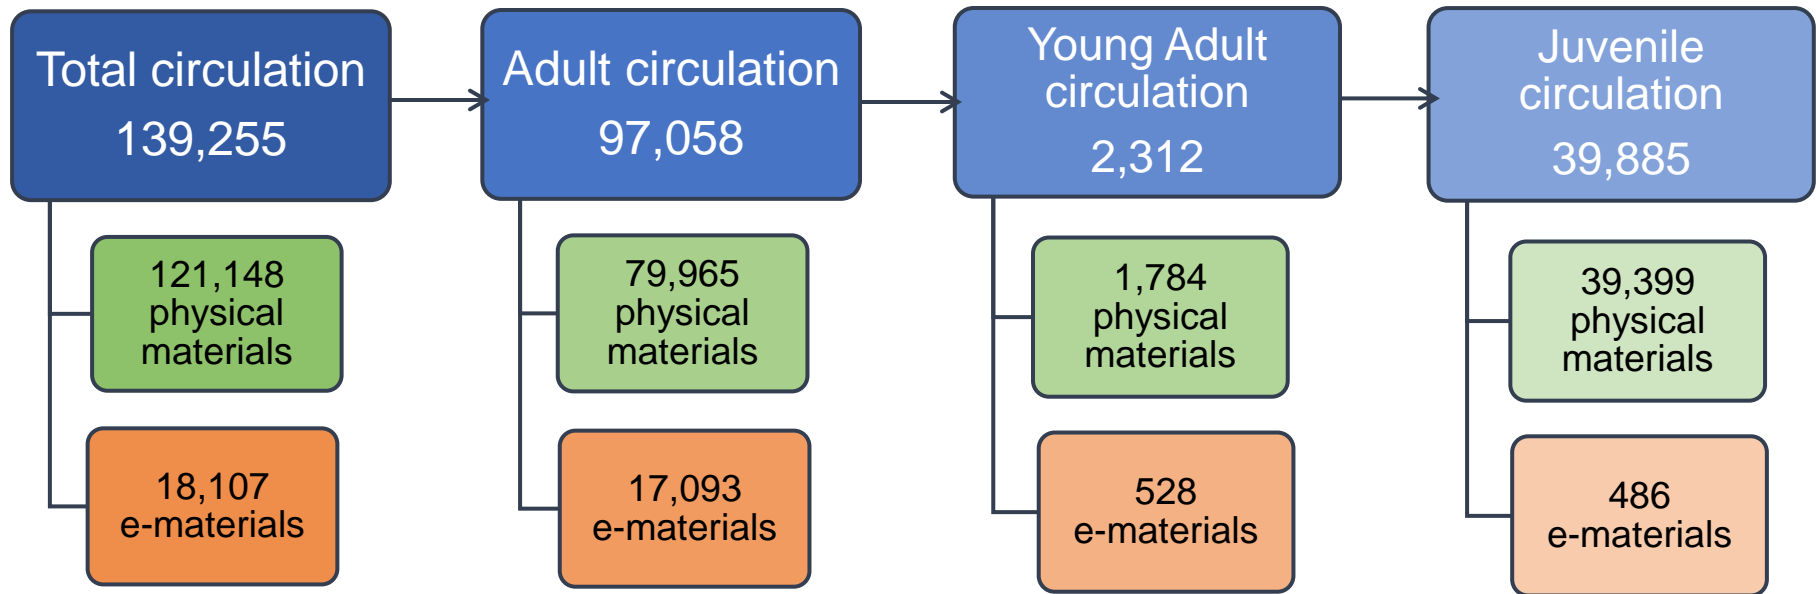 Total circulation
139,255
121,148
physical
materials
18,107
e-materials
Adult circulation
97,058
79,965
physical
materials
17,093
e-materials
Young Adult
circulation
2,312
1,784
physical
materials
528
e-materials
Juvenile
circulation
39,885
39,399
physical
materials
486
e-materials